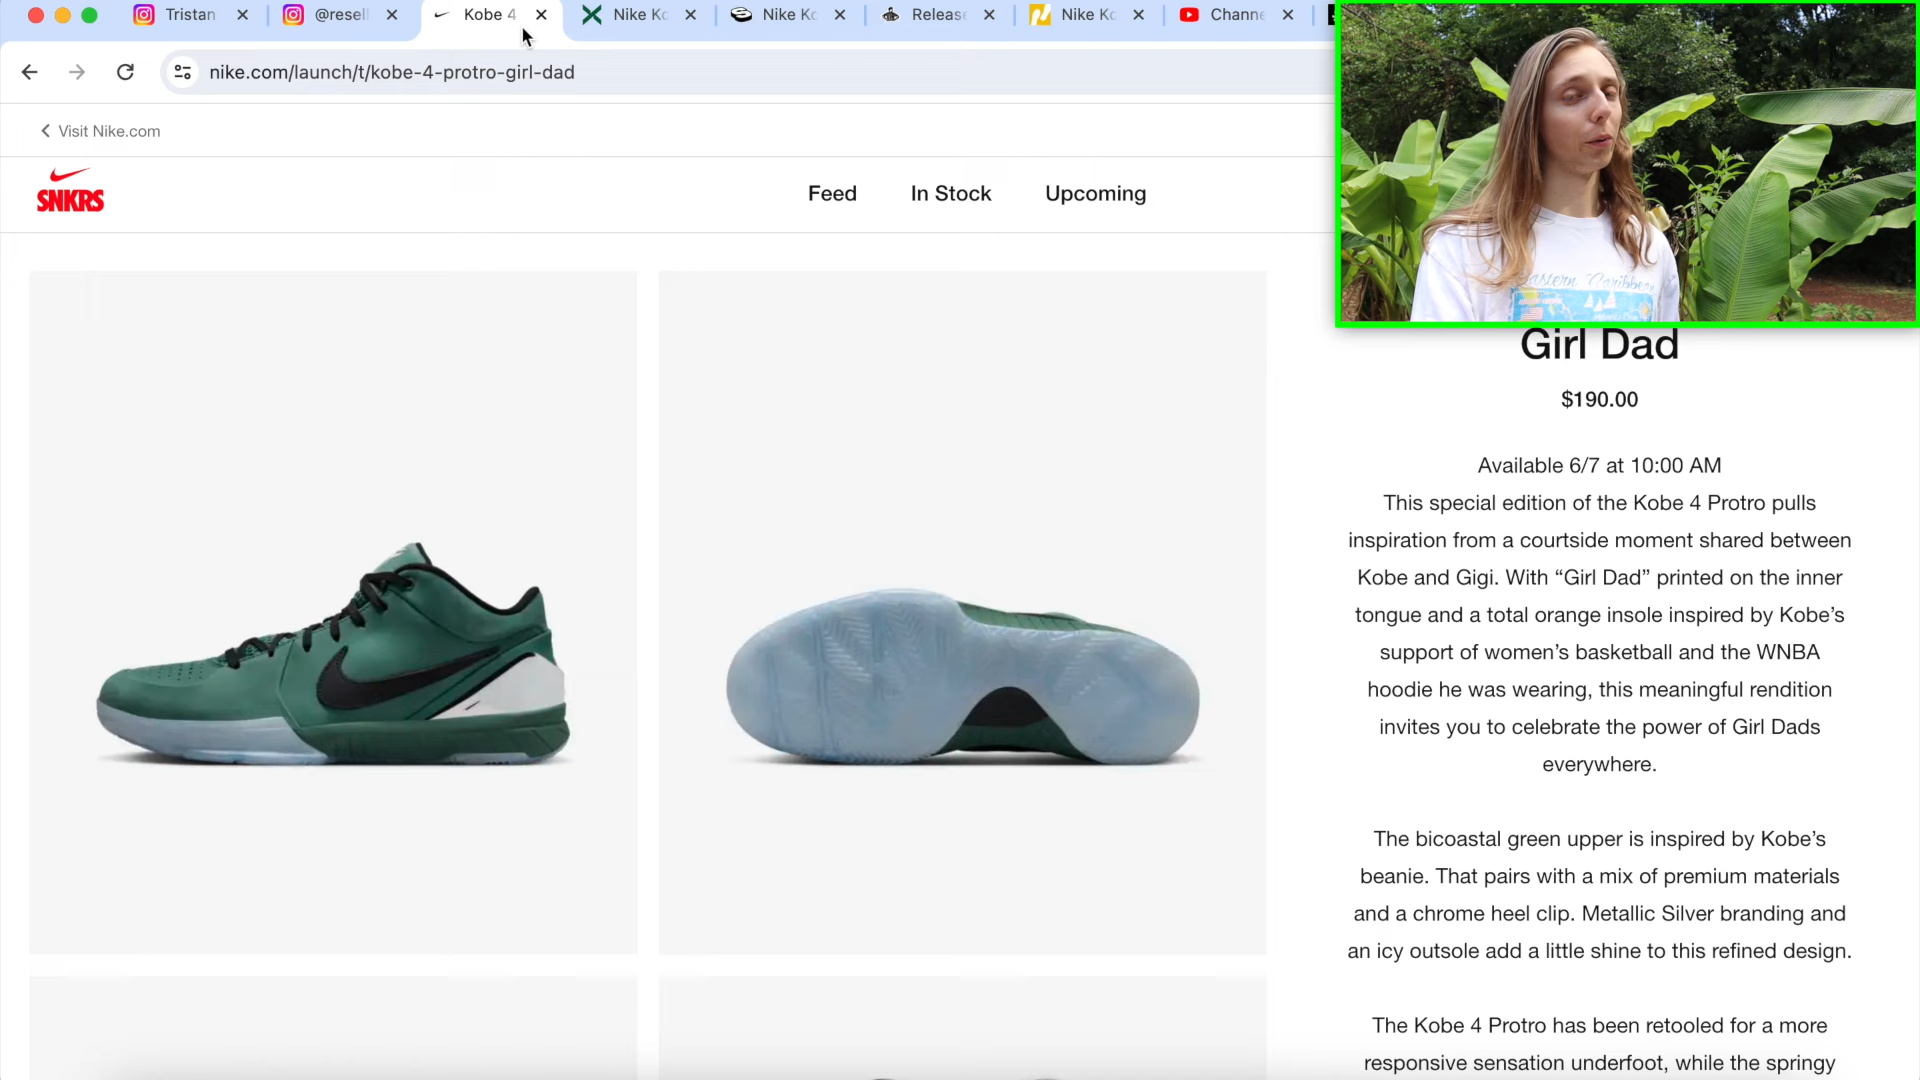 Tristan
@resell
Kobe 4
Nike Ko
Nike Ko
Release
Nike Ko
Channe
nike.com/launch/t/kobe-4-protro-girl-dad
Visit Nike.com
SNKRS
Feed
In Stock
Upcoming
Eastern Caribbean
Girl Dad
$190.00
Available 6/7 at 10:00 AM
This special edition of the Kobe 4 Protro pulls
inspiration from a courtside moment shared between
Kobe and Gigi. With “Girl Dad” printed on the inner
tongue and a total orange insole inspired by Kobe’s
support of women’s basketball and the WNBA
hoodie he was wearing, this meaningful rendition
invites you to celebrate the power of Girl Dads
everywhere.
The bicoastal green upper is inspired by Kobe’s
beanie. That pairs with a mix of premium materials
and a chrome heel clip. Metallic Silver branding and
an icy outsole add a little shine to this refined design.
The Kobe 4 Protro has been retooled for a more
responsive sensation underfoot, while the springy